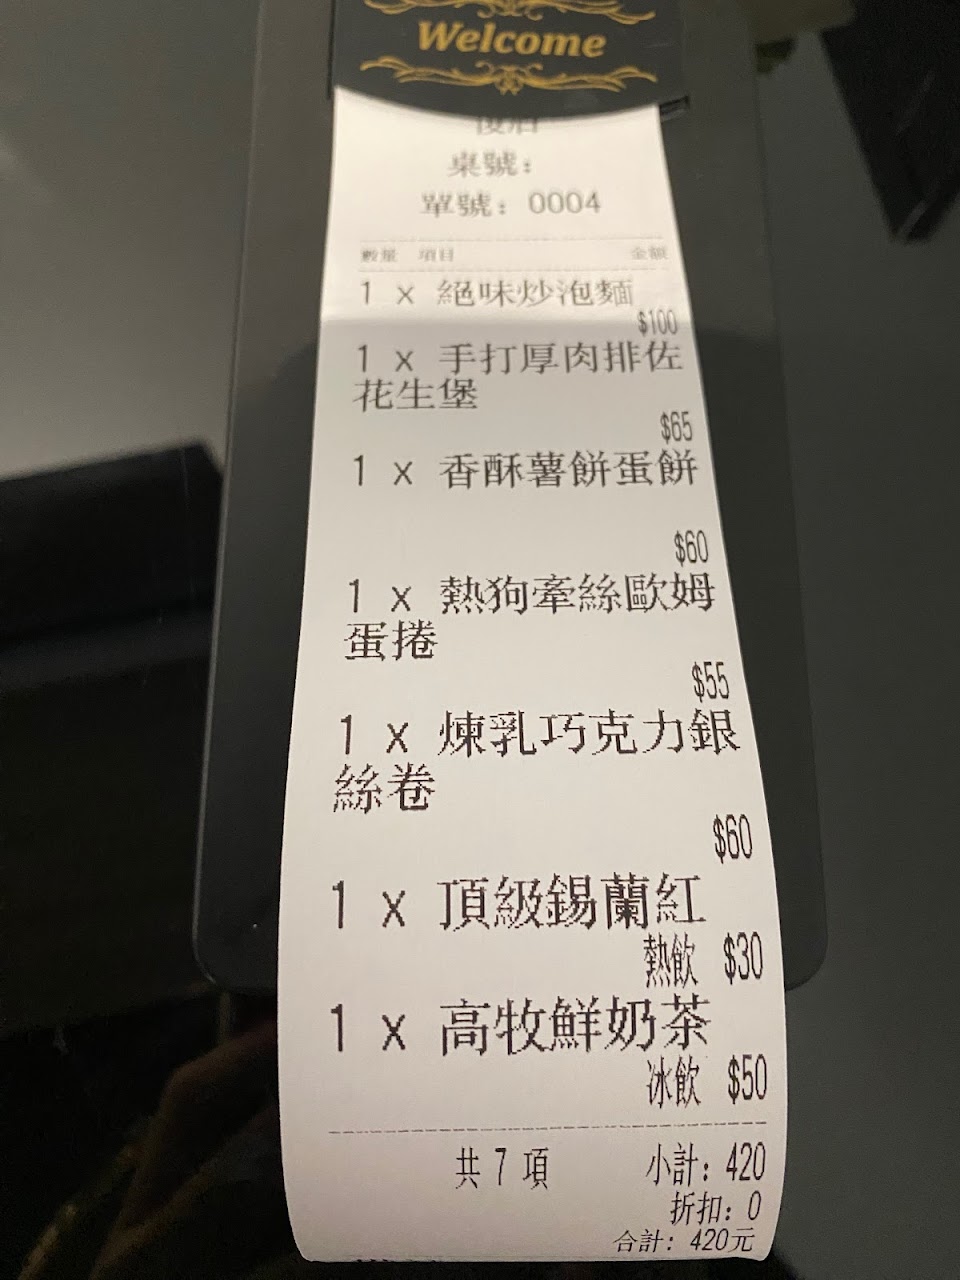 Welcome
復店
桌號：
單號：0004
數量 項目 金額
1 x 絕味炒泡麵
$100
1 x 手打厚肉排佐
花生堡
$65
1 x 香酥薯餅蛋餅
$60
1 x 熱狗牽絲歐姆
蛋捲
$55
1 x 煉乳巧克力銀
絲卷
$60
1 x 頂級錫蘭紅
熱飲 $30
1 x 高牧鮮奶茶
冰飲 $50
共 7 項 小計：420
折扣：0
合計：420元